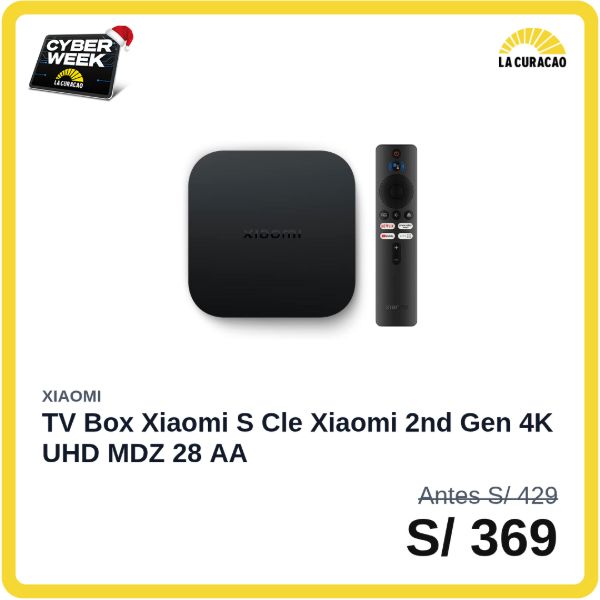 CYBER
WEEK
LA CURACAO
LA CURACAO
XIAOMI
XIAOMI
TV Box Xiaomi S Cle Xiaomi 2nd Gen 4K
UHD MDZ 28 AA
Antes S/ 429
S/ 369